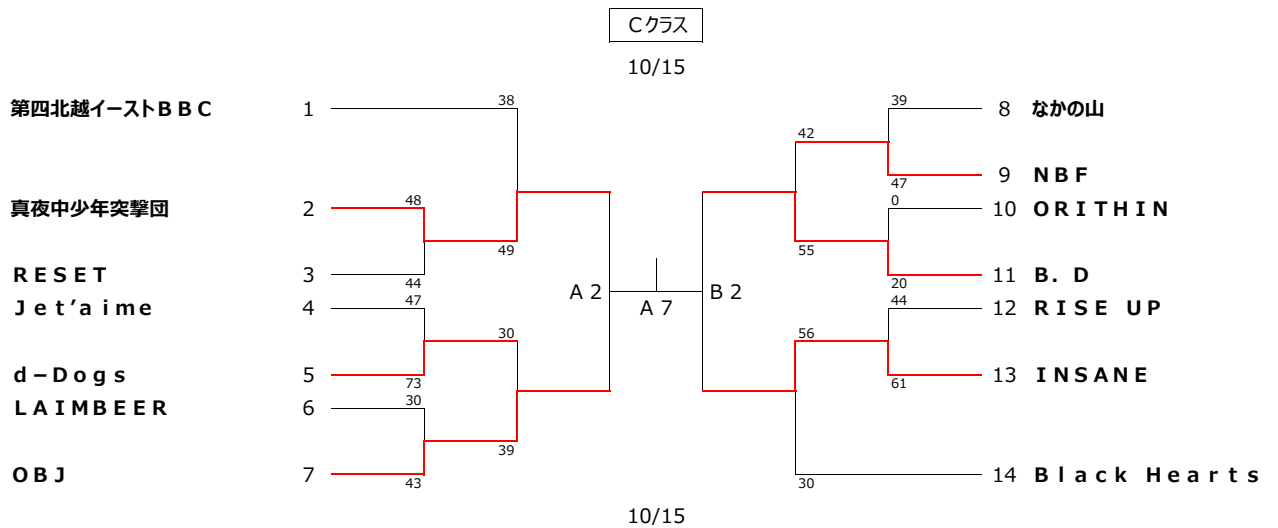 Cクラス
10/15
第四北越イーストBBC 1 38
真夜中少年突撃団 2 48
49
RESET 3 44
Jet'aime 4 47
30
d−Dogs 5 73
LAIMBEER 6 30
39
OBJ 7 43
A2 A7 B2
39 8 なかの山
42
47 9 NBF
0 10 ORITHIN
55
20 11 B. D
44 12 RISE UP
56
61 13 INSANE
30 14 Black Hearts
10/15